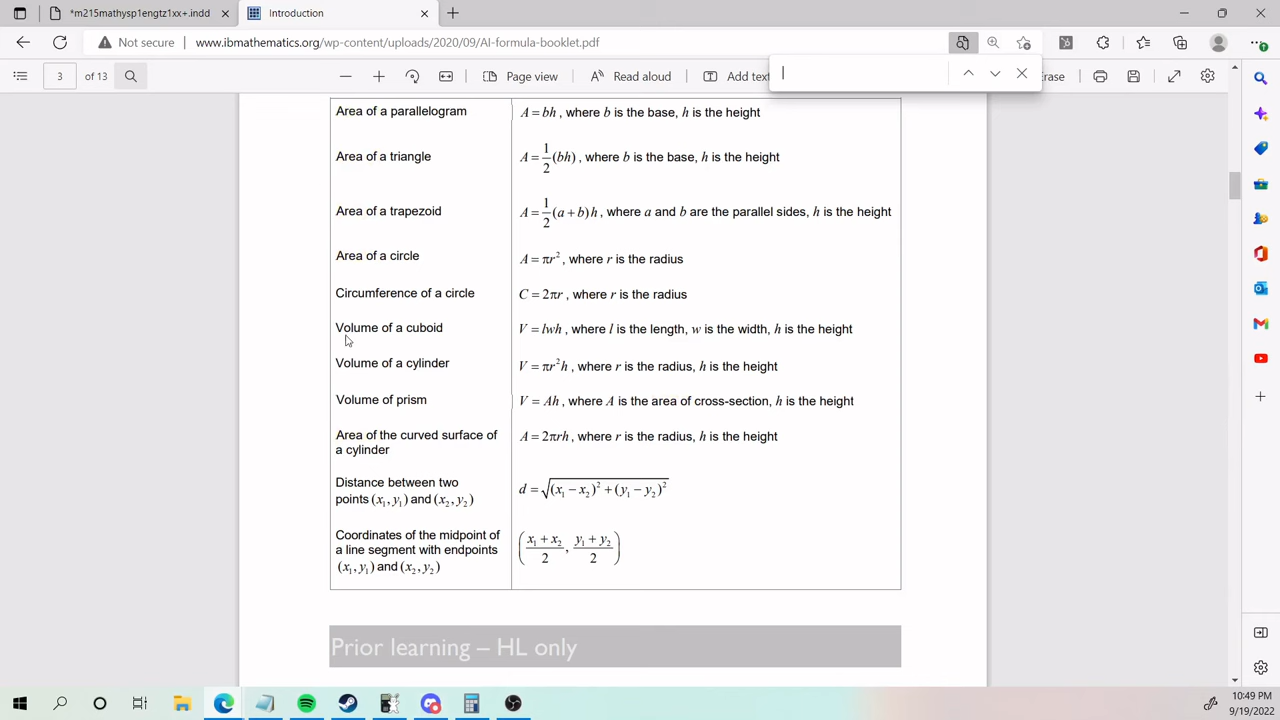 *m215mathysp1engtz1xx+.indd
Introduction
Not secure
www.ibmathematics.org/wp-content/uploads/2020/09/AI-formula-booklet.pdf
3 of 13
Page view
Read aloud
Add text
Erase
Area of a parallelogram A = bh, where b is the base, h is the height
Area of a triangle A = 1/2 (bh), where b is the base, h is the height
Area of a trapezoid A = 1/2 (a + b)h, where a and b are the parallel sides, h is the height
Area of a circle A = πr², where r is the radius
Circumference of a circle C = 2πr, where r is the radius
Volume of a cuboid V = lwh, where l is the length, w is the width, h is the height
Volume of a cylinder V = πr²h, where r is the radius, h is the height
Volume of prism V = Ah, where A is the area of cross-section, h is the height
Area of the curved surface of
a cylinder
A = 2πrh, where r is the radius, h is the height
Distance between two
points (x₁, y₁) and (x₂, y₂)
d = √((x₁ − x₂)² + (y₁ − y₂)²)
Coordinates of the midpoint of
a line segment with endpoints
(x₁, y₁) and (x₂, y₂)
((x₁ + x₂)/2, (y₁ + y₂)/2)
Prior learning – HL only
10:49 PM
9/19/2022